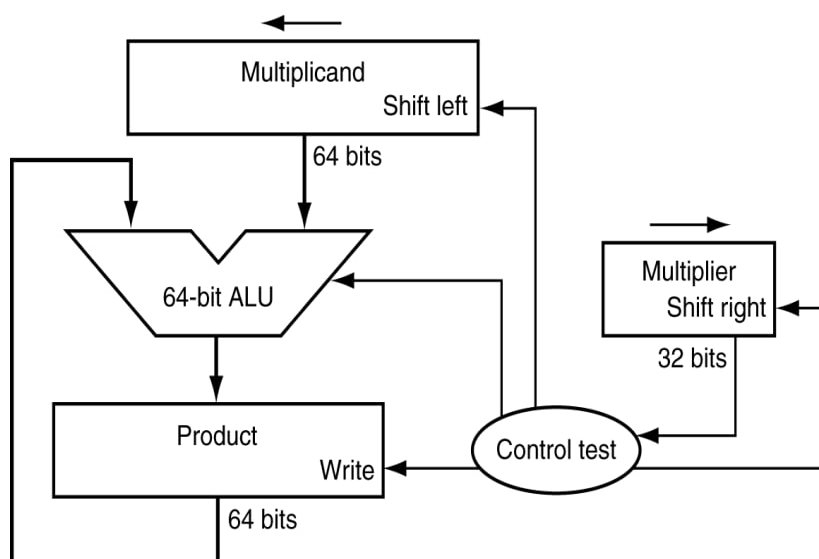 Multiplicand
Shift left
64 bits
64-bit ALU
Multiplier
Shift right
32 bits
Product
Write
Control test
64 bits